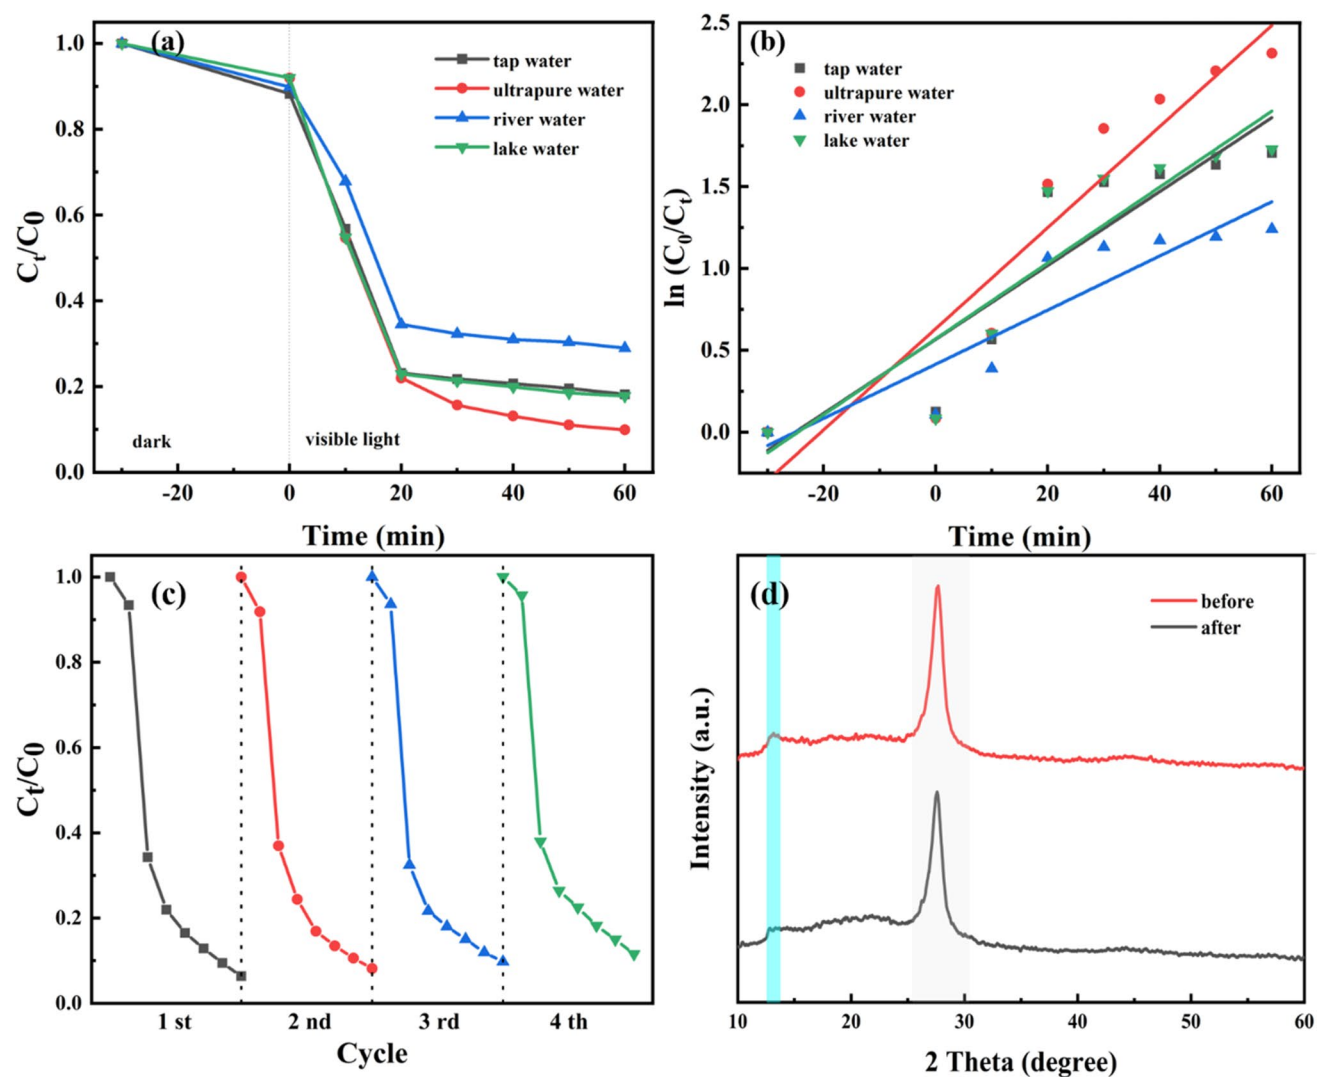 (a)
tap water
ultrapure water
river water
lake water
1.0
0.8
0.6
0.4
0.2
0.0
Ct/C0
dark
visible light
-20
0
20
40
60
Time (min)
(b)
tap water
ultrapure water
river water
lake water
2.5
2.0
1.5
1.0
0.5
0.0
ln (C0/Ct)
-20
0
20
40
60
Time (min)
(c)
1.0
0.8
0.6
0.4
0.2
0.0
Ct/C0
1 st
2 nd
3 rd
4 th
Cycle
(d)
before
after
Intensity (a.u.)
10
20
30
40
50
60
2 Theta (degree)